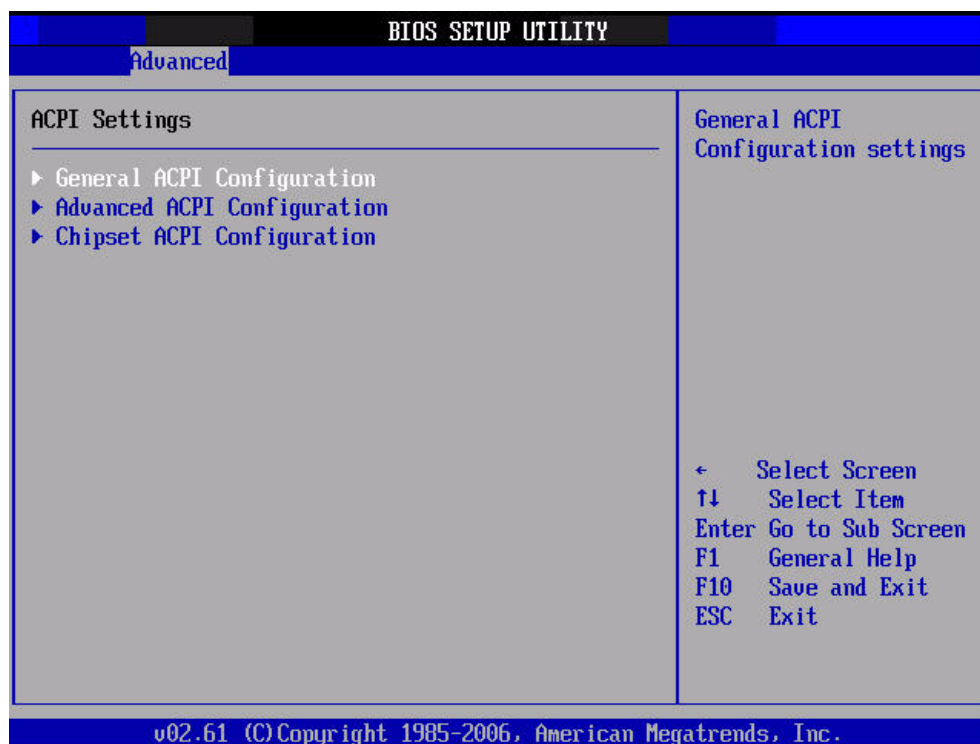 BIOS SETUP UTILITY
Advanced
ACPI Settings
General ACPI Configuration
Advanced ACPI Configuration
Chipset ACPI Configuration
General ACPI
Configuration settings
← Select Screen
↑↓ Select Item
Enter Go to Sub Screen
F1 General Help
F10 Save and Exit
ESC Exit
v02.61 (C)Copyright 1985-2006, American Megatrends, Inc.